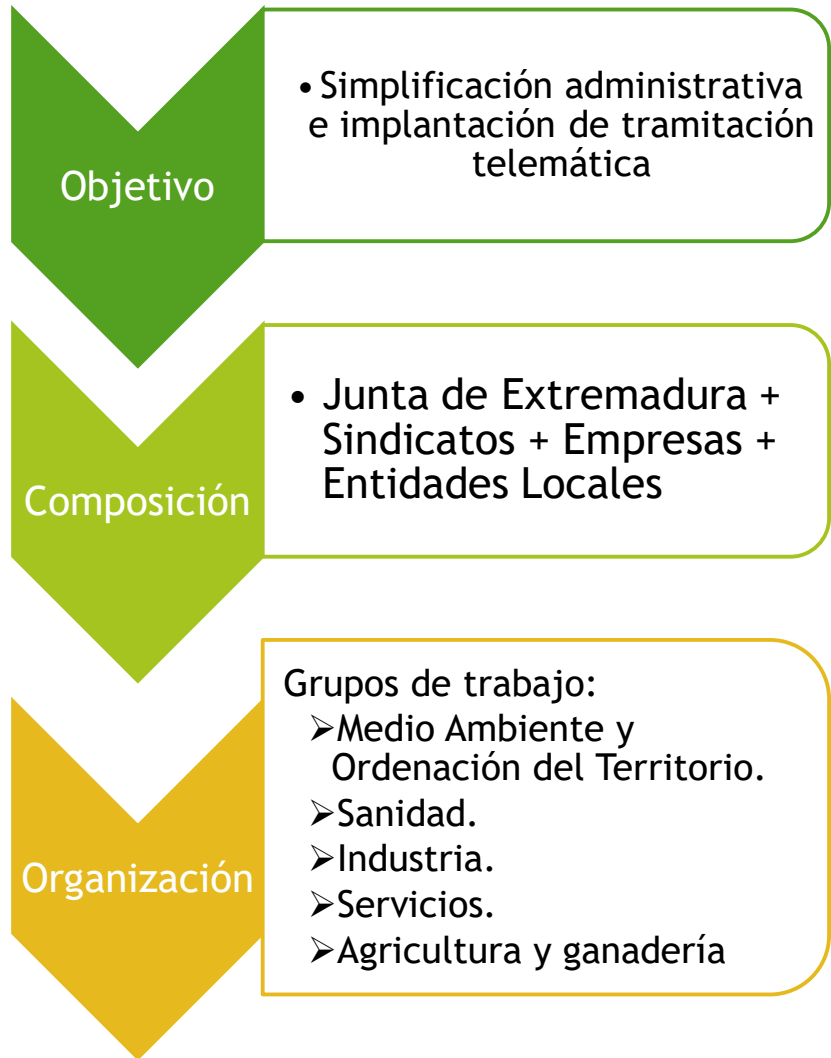 Objetivo
• Simplificación administrativa
e implantación de tramitación
telemática
Composición
• Junta de Extremadura +
Sindicatos + Empresas +
Entidades Locales
Organización
Grupos de trabajo:
➢Medio Ambiente y
Ordenación del Territorio.
➢Sanidad.
➢Industria.
➢Servicios.
➢Agricultura y ganadería